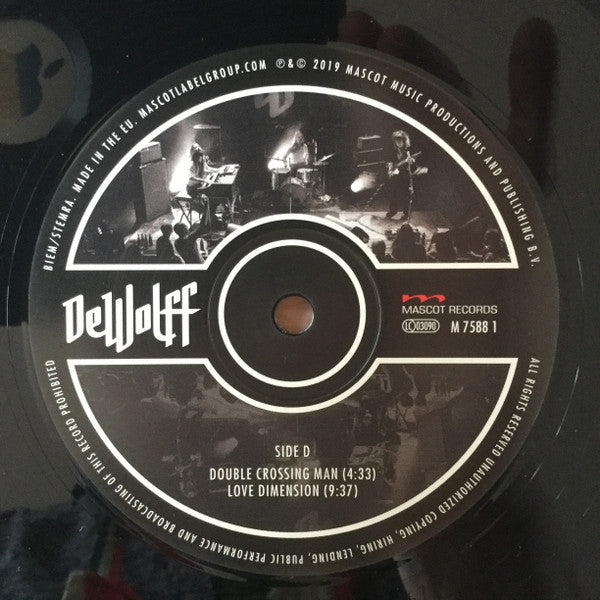 BIEM/STEMRA. MADE IN THE EU. MASCOTLABELGROUP.COM ℗&© 2019 MASCOT MUSIC PRODUCTIONS AND PUBLISHING B.V.
DeWolff
MASCOT RECORDS
LC 03090 M 7588 1
SIDE D
DOUBLE CROSSING MAN (4:33)
LOVE DIMENSION (9:37)
ALL RIGHTS RESERVED UNAUTHORIZED COPYING, HIRING, LENDING, PUBLIC PERFORMANCE AND BROADCASTING OF THIS RECORD PROHIBITED